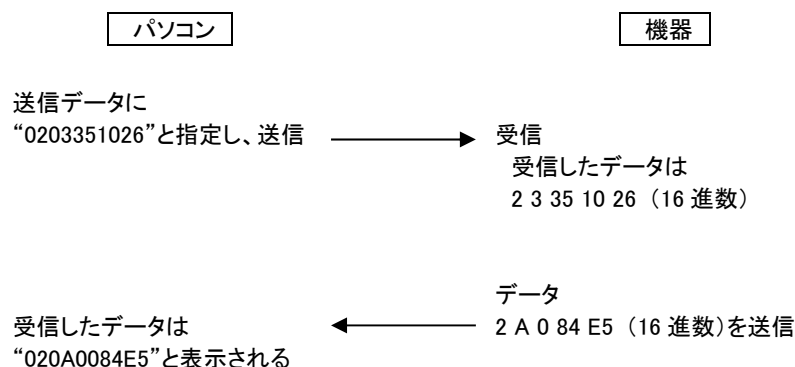 パソコン
機器
送信データに
“0203351026”と指定し、送信
受信
受信したデータは
2 3 35 10 26 (16 進数)
データ
2 A 0 84 E5 (16 進数)を送信
受信したデータは
“020A0084E5”と表示される